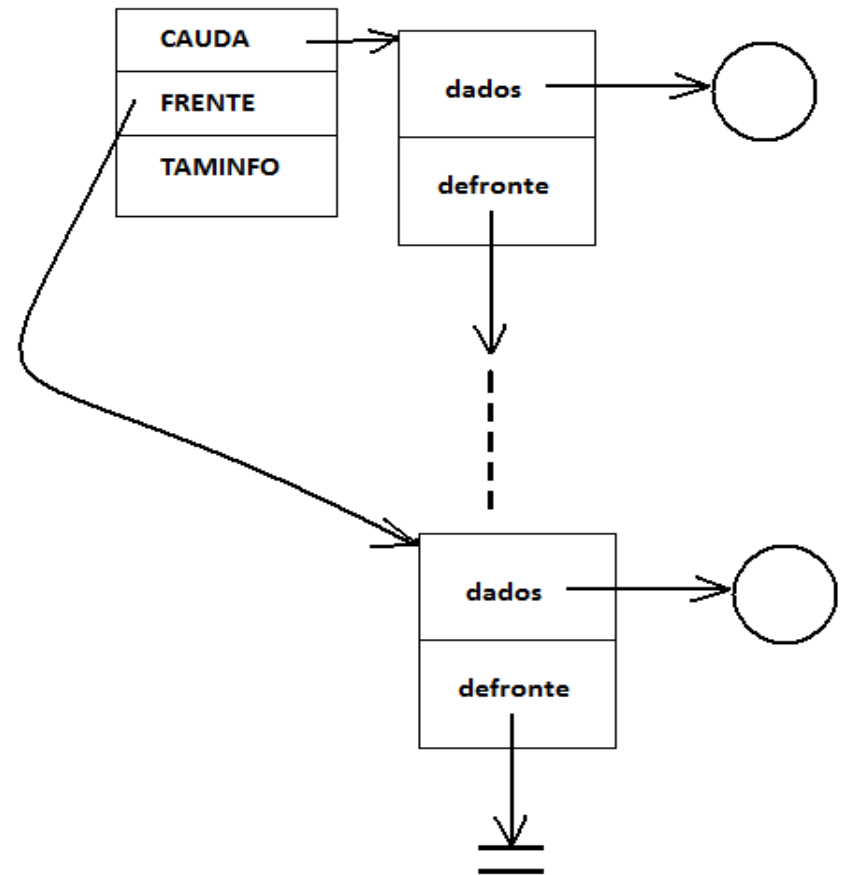 CAUDA
FRENTE
TAMINFO
dados
defronte
dados
defronte